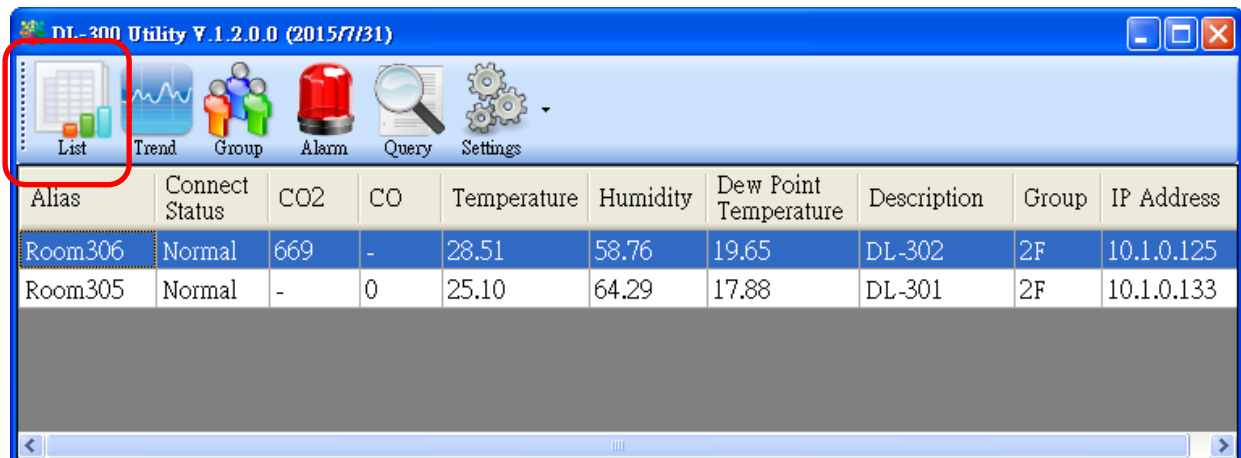 DL-300 Utility V.1.2.0.0 (2015/7/31)
List Trend Group Alarm Query Settings
Alias Connect Status CO2 CO Temperature Humidity Dew Point Temperature Description Group IP Address
Room306 Normal 669 - 28.51 58.76 19.65 DL-302 2F 10.1.0.125
Room305 Normal - 0 25.10 64.29 17.88 DL-301 2F 10.1.0.133